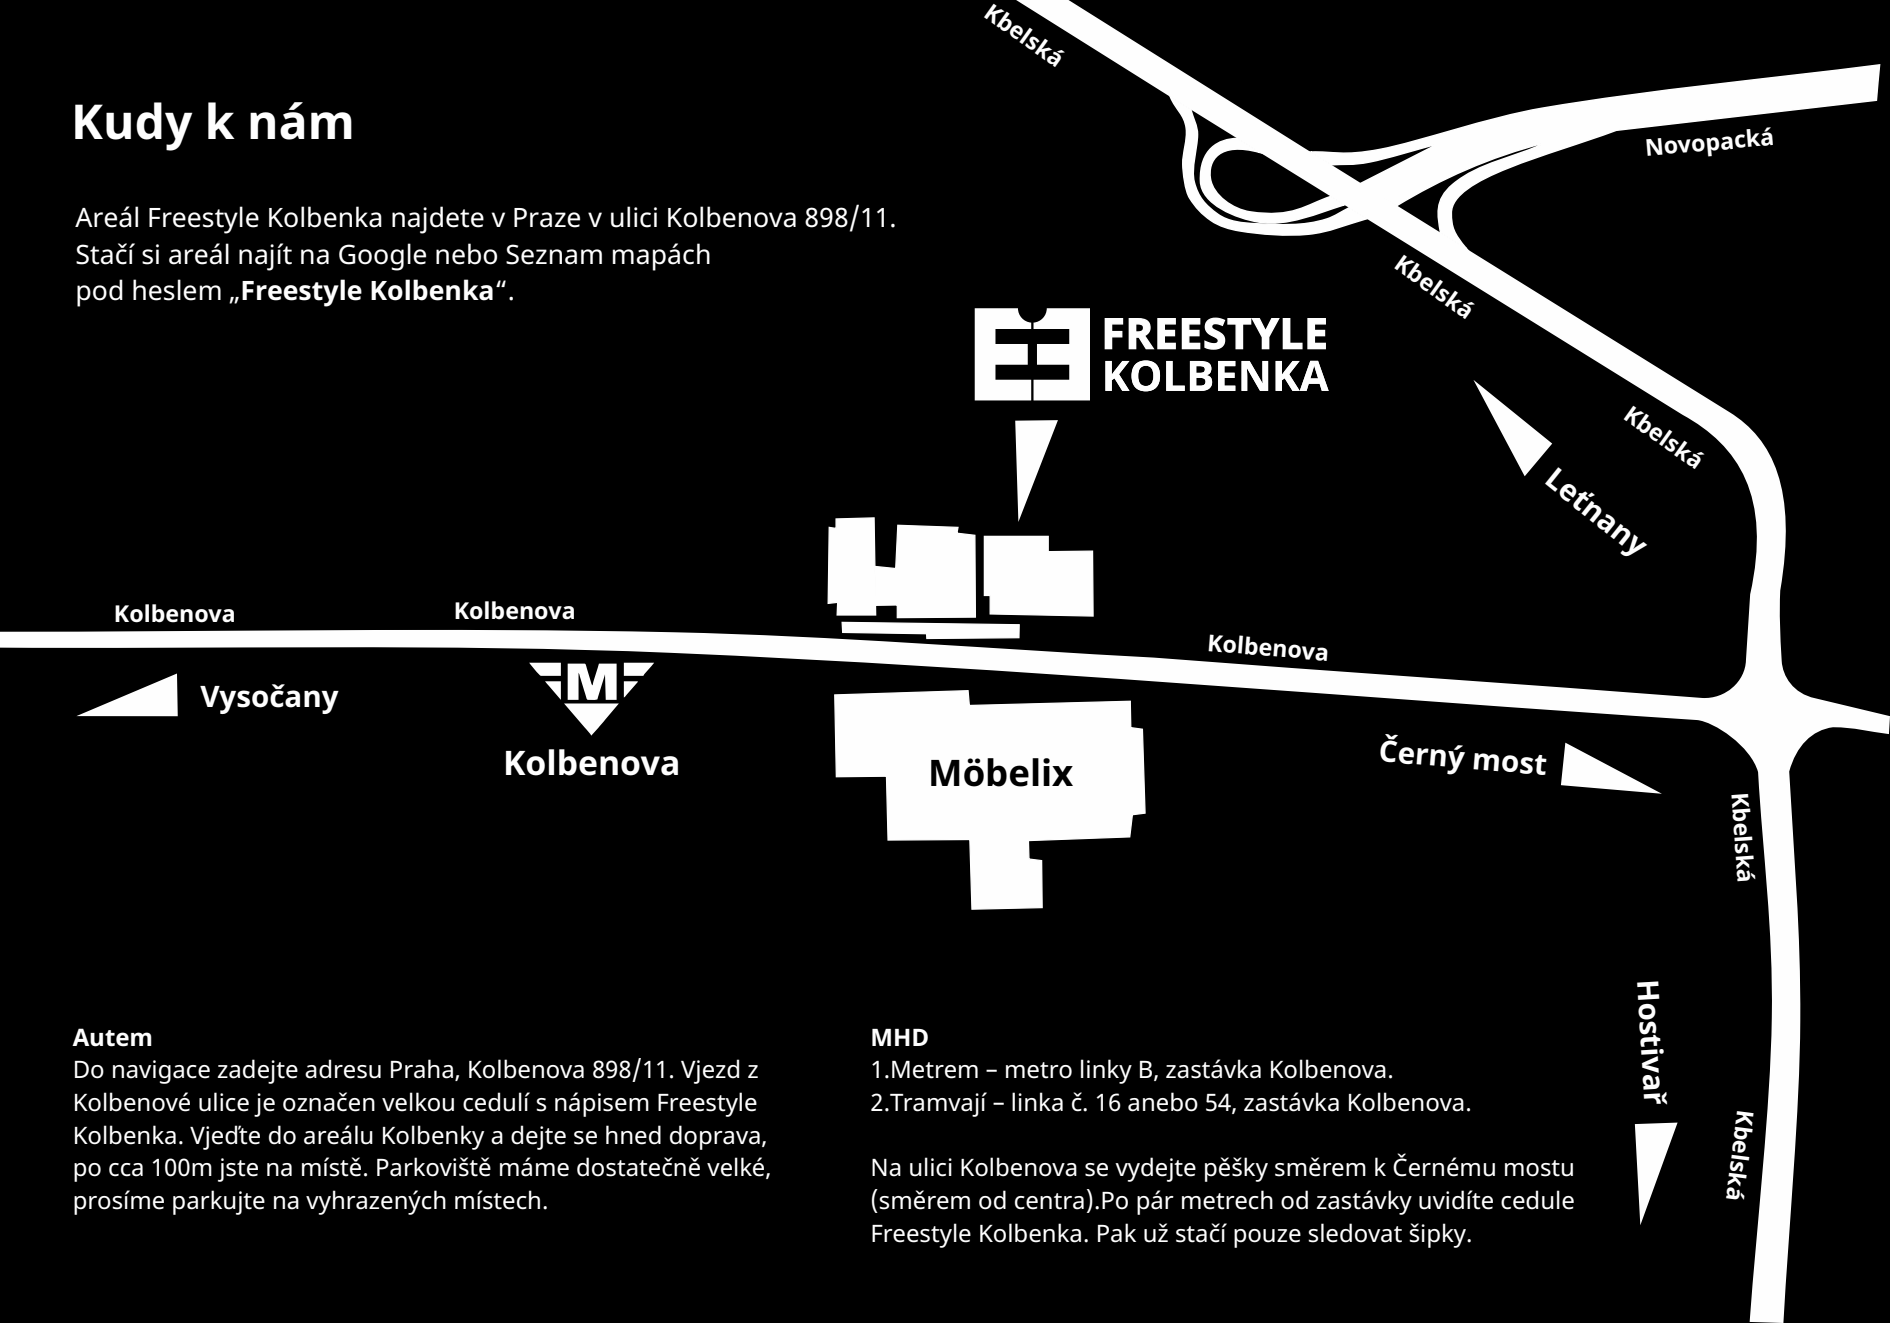 Kbelská
Kudy k nám
Novopacká
Areál Freestyle Kolbenka najdete v Praze v ulici Kolbenova 898/11.
Stačí si areál najít na Google nebo Seznam mapách
pod heslem „Freestyle Kolbenka“.
Kbelská
FREESTYLE
KOLBENKA
Kbelská
Letňany
Kolbenova
Kolbenova
Kolbenova
M
Vysočany
Kolbenova
Möbelix
Černý most
Kbelská
Hostivař
Kbelská
Autem
Do navigace zadejte adresu Praha, Kolbenova 898/11. Vjezd z
Kolbenové ulice je označen velkou cedulí s nápisem Freestyle
Kolbenka. Vjeďte do areálu Kolbenky a dejte se hned doprava,
po cca 100m jste na místě. Parkoviště máme dostatečně velké,
prosíme parkujte na vyhrazených místech.
MHD
1.Metrem – metro linky B, zastávka Kolbenova.
2.Tramvají – linka č. 16 anebo 54, zastávka Kolbenova.
Na ulici Kolbenova se vydejte pěšky směrem k Černému mostu
(směrem od centra).Po pár metrech od zastávky uvidíte cedule
Freestyle Kolbenka. Pak už stačí pouze sledovat šipky.